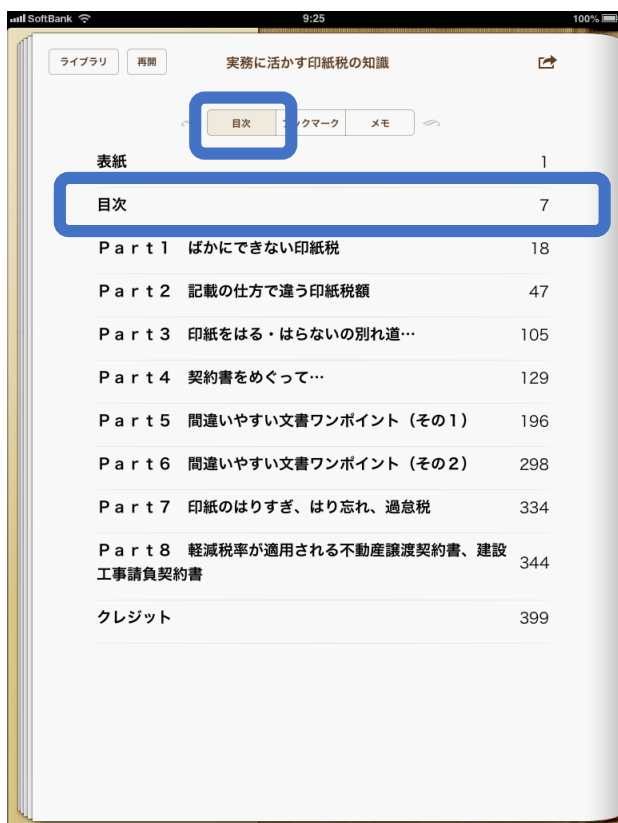 SoftBank 9:25 100%
ライブラリ 再開 実務に活かす印紙税の知識
目次 ブックマーク メモ
表紙 1
目次 7
Ｐａｒｔ１ ばかにできない印紙税 18
Ｐａｒｔ２ 記載の仕方で違う印紙税額 47
Ｐａｒｔ３ 印紙をはる・はらないの別れ道… 105
Ｐａｒｔ４ 契約書をめぐって… 129
Ｐａｒｔ５ 間違いやすい文書ワンポイント（その１） 196
Ｐａｒｔ６ 間違いやすい文書ワンポイント（その２） 298
Ｐａｒｔ７ 印紙のはりすぎ、はり忘れ、過怠税 334
Ｐａｒｔ８ 軽減税率が適用される不動産譲渡契約書、建設
工事請負契約書 344
クレジット 399